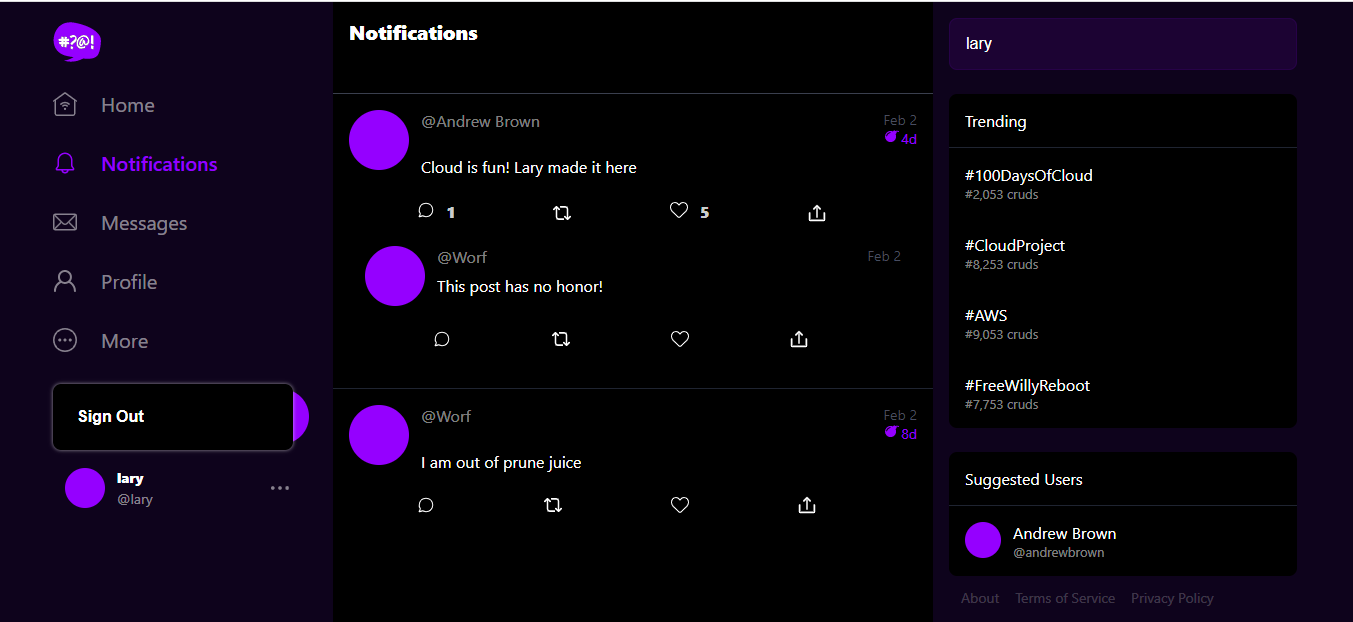 #?@!
Home
Notifications
Messages
Profile
More
Sign Out
lary
@lary
Notifications
@Andrew Brown
Feb 2
4d
Cloud is fun! Lary made it here
1
5
@Worf
Feb 2
This post has no honor!
@Worf
Feb 2
8d
I am out of prune juice
lary
Trending
#100DaysOfCloud
#2,053 cruds
#CloudProject
#8,253 cruds
#AWS
#9,053 cruds
#FreeWillyReboot
#7,753 cruds
Suggested Users
Andrew Brown
@andrewbrown
About Terms of Service Privacy Policy